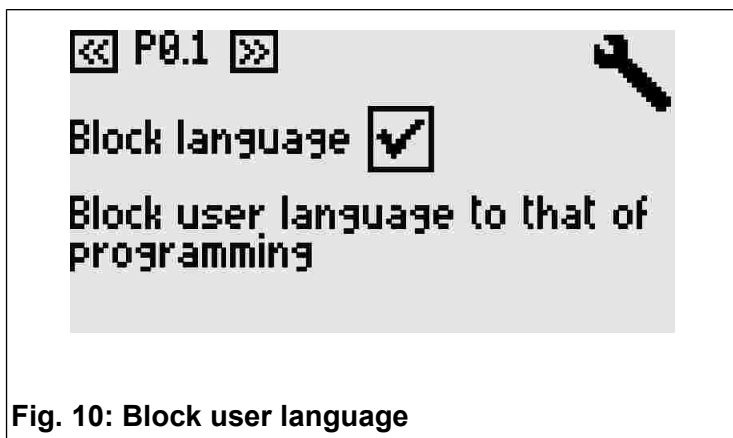 << P0.1 >>
Block language
Block user language to that of
programming
Fig. 10: Block user language